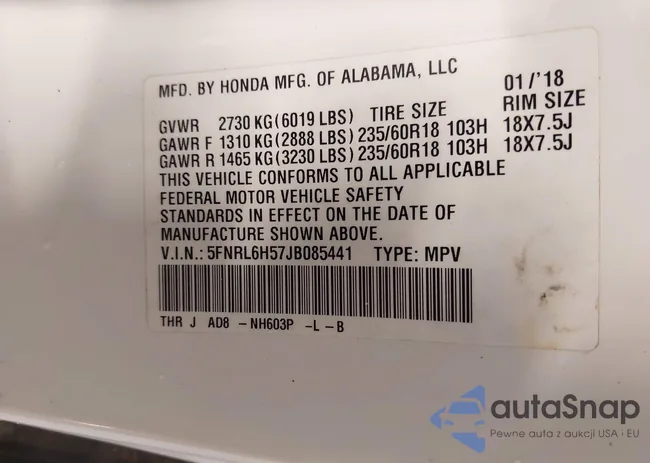 MFD. BY HONDA MFG. OF ALABAMA, LLC 01/'18
GVWR 2730 KG(6019 LBS) TIRE SIZE RIM SIZE
GAWR F 1310 KG(2888 LBS) 235/60R18 103H 18X7.5J
GAWR R 1465 KG(3230 LBS) 235/60R18 103H 18X7.5J
THIS VEHICLE CONFORMS TO ALL APPLICABLE
FEDERAL MOTOR VEHICLE SAFETY
STANDARDS IN EFFECT ON THE DATE OF
MANUFACTURE SHOWN ABOVE.
V.I.N.: 5FNRL6H57JB085441 TYPE: MPV
THR J AD8 -NH603P -L-B
autaSnap
Pewne auta z aukcji USA i EU